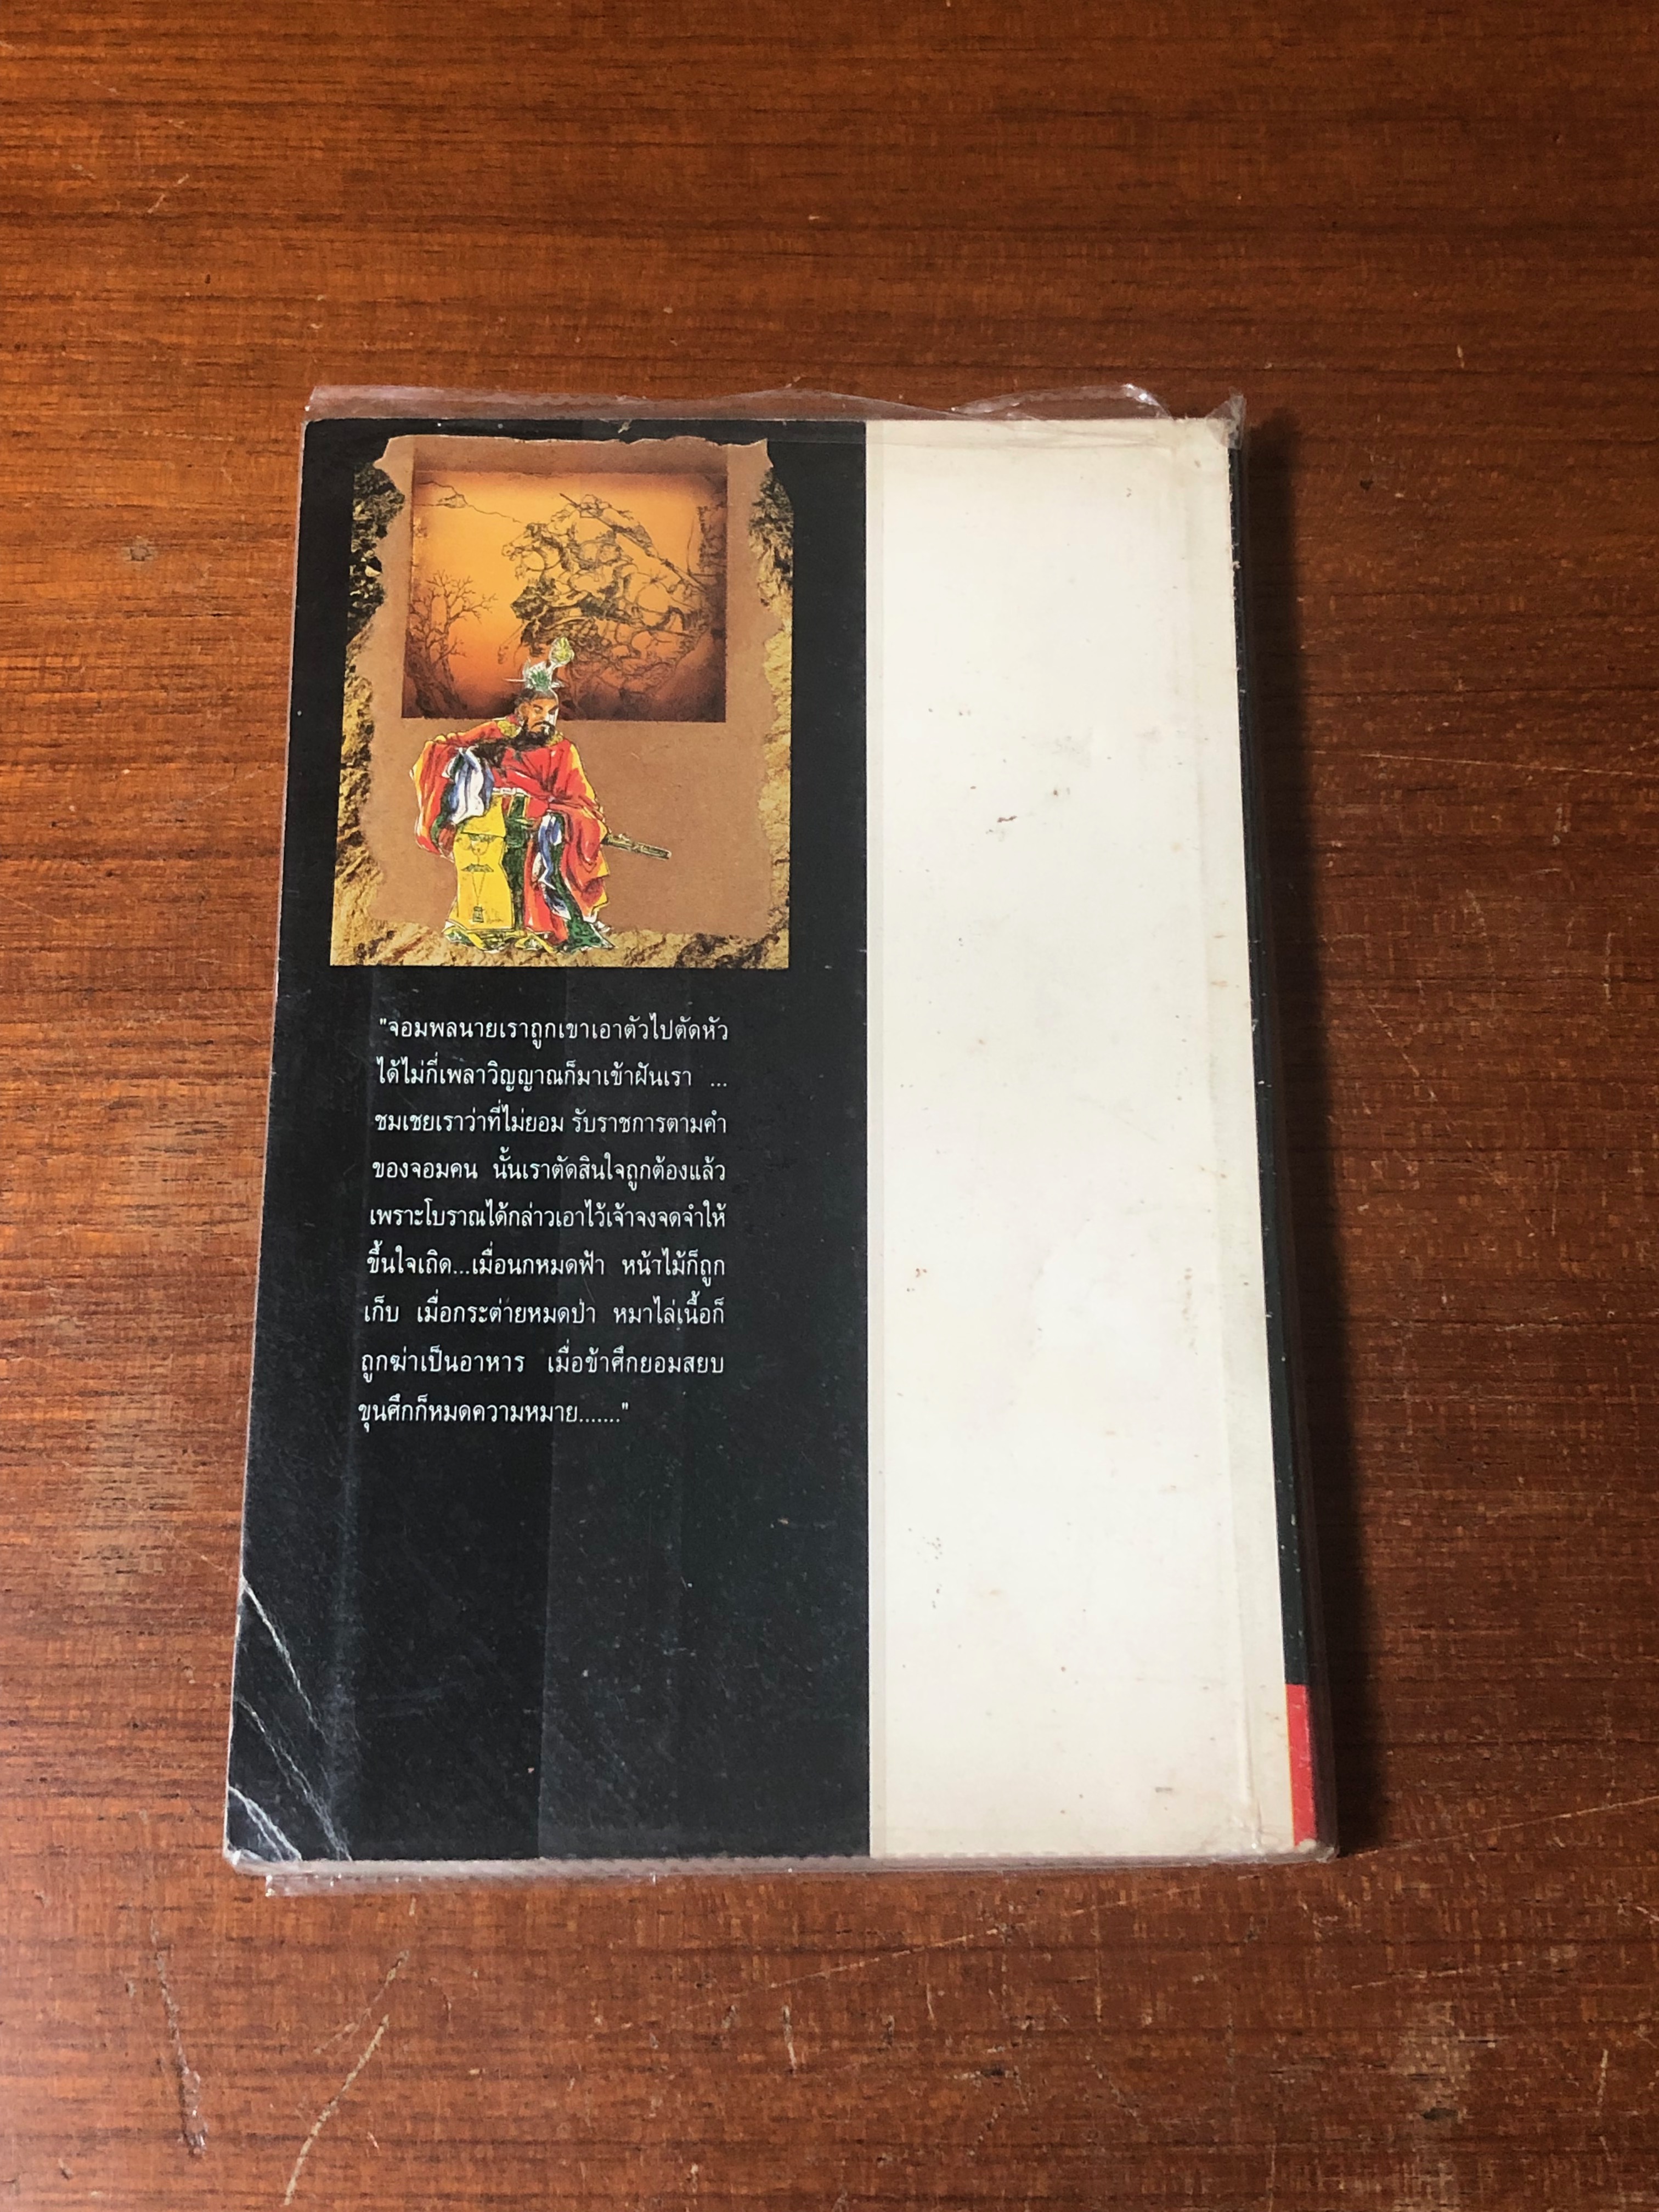 "จอมพลนายเราถูกเขาเอาตัวไปตัดหัว
ได้ไม่กี่เพลาวิญญาณก็มาเข้าฝันเรา ...
ชมเชยเราว่าที่ไม่ยอม รับราชการตามคำ
ของจอมคน นั้นเราตัดสินใจถูกต้องแล้ว
เพราะโบราณได้กล่าวเอาไว้เจ้าจงจดจำให้
ขึ้นใจเถิด...เมื่อนกหมดฟ้า หน้าไม้ก็ถูก
เก็บ เมื่อกระต่ายหมดป่า หมาไล่เนื้อก็
ถูกฆ่าเป็นอาหาร เมื่อข้าศึกยอมสยบ
ขุนศึกก็หมดความหมาย......."